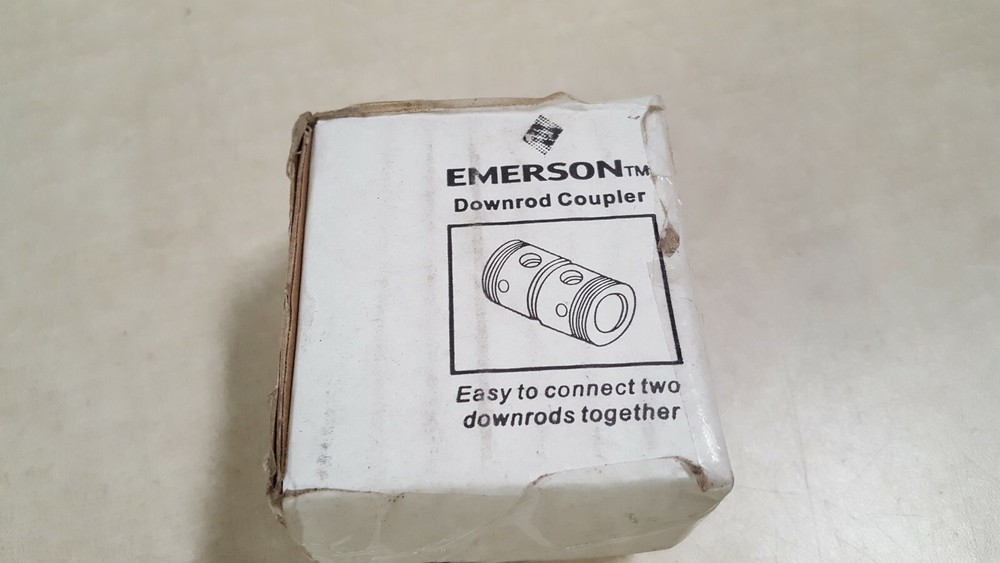 EMERSON™
Downrod Coupler
Easy to connect two
downrods together